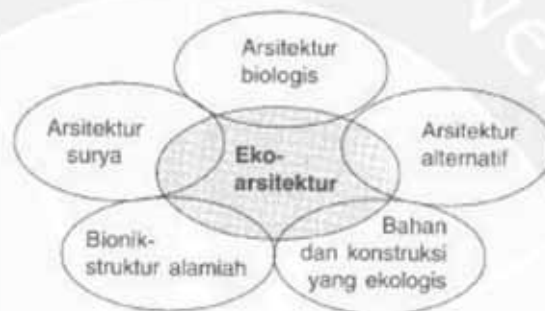 Arsitektur
biologis
Arsitektur
surya
Eko-
arsitektur
Arsitektur
alternatif
Bionik-
struktur alamiah
Bahan
dan konstruksi
yang ekologis